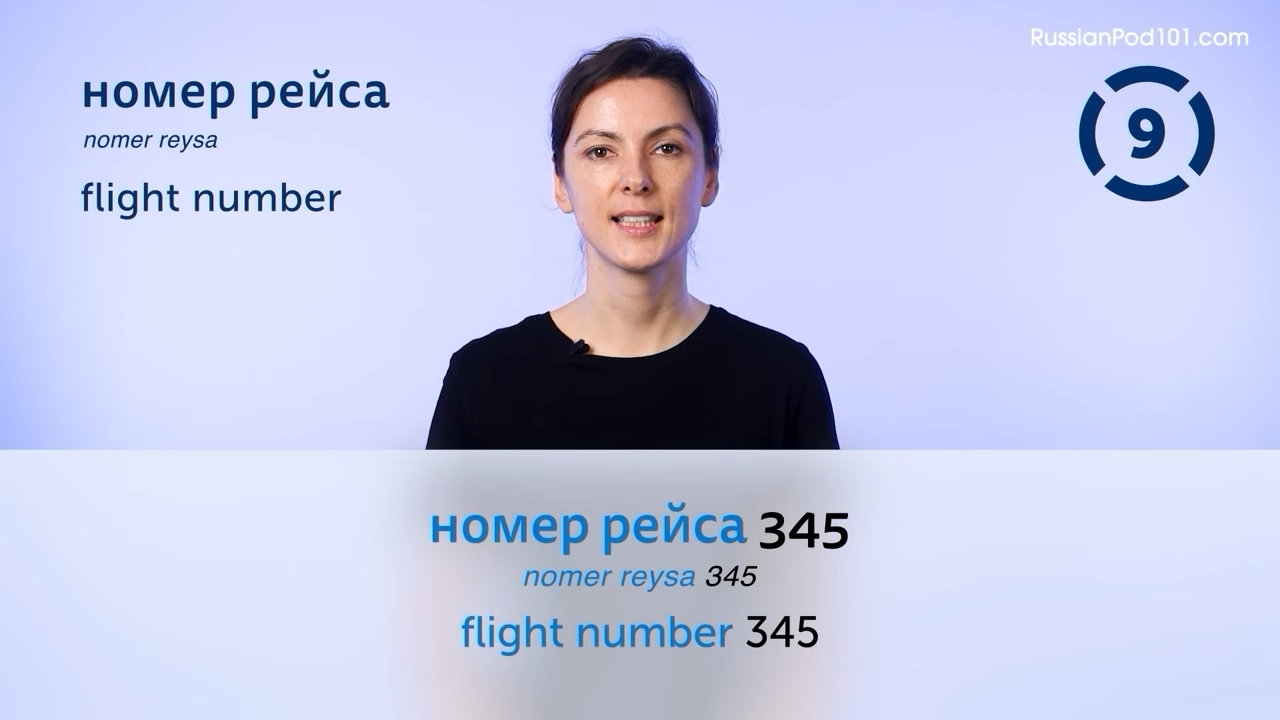 RussianPod101.com
номер рейса
nomer reysa
flight number
9
номер рейса 345
nomer reysa 345
flight number 345